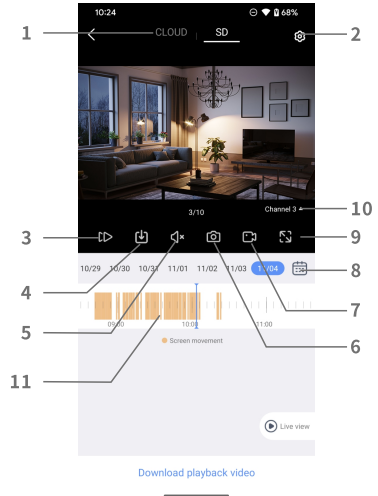 10:24
68%
1
CLOUD | SD
2
3/10
Channel 3
10
3
9
10/29 10/30 10/31 11/01 11/02 11/03 11/04
8
4
7
5
09:00 10:00 11:00
6
Screen movement
11
Live view
Download playback video